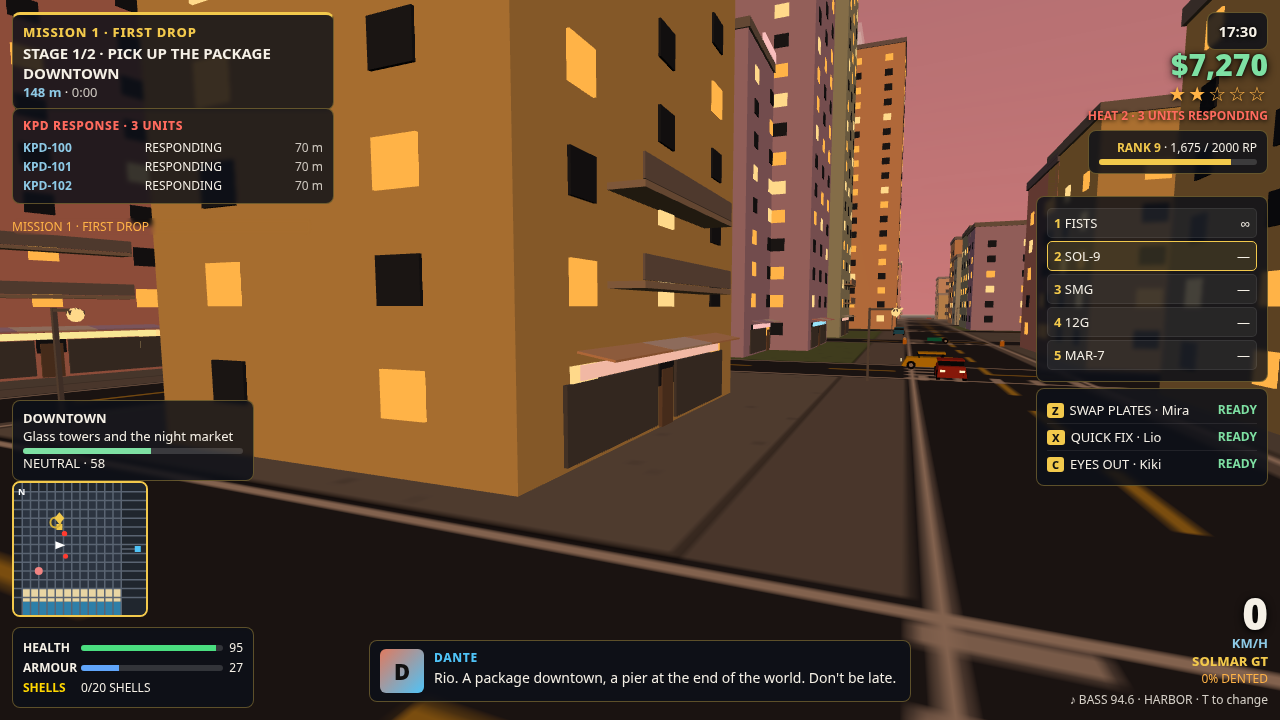 MISSION 1 · FIRST DROP
STAGE 1/2 · PICK UP THE PACKAGE
DOWNTOWN
148 m · 0:00
KPD RESPONSE · 3 UNITS
KPD-100 RESPONDING 70 m
KPD-101 RESPONDING 70 m
KPD-102 RESPONDING 70 m
MISSION 1 · FIRST DROP
17:30
$7,270
★★☆☆☆
HEAT 2 · 3 UNITS RESPONDING
RANK 9 · 1,675 / 2000 RP
1 FISTS ∞
2 SOL-9 —
3 SMG —
4 12G —
5 MAR-7 —
Z SWAP PLATES · Mira READY
X QUICK FIX · Lio READY
C EYES OUT · Kiki READY
DOWNTOWN
Glass towers and the night market
NEUTRAL · 58
N
HEALTH 95
ARMOUR 27
SHELLS 0/20 SHELLS
D
DANTE
Rio. A package downtown, a pier at the end of the world. Don't be late.
0
KM/H
SOLMAR GT
0% DENTED
♪ BASS 94.6 · HARBOR · T to change